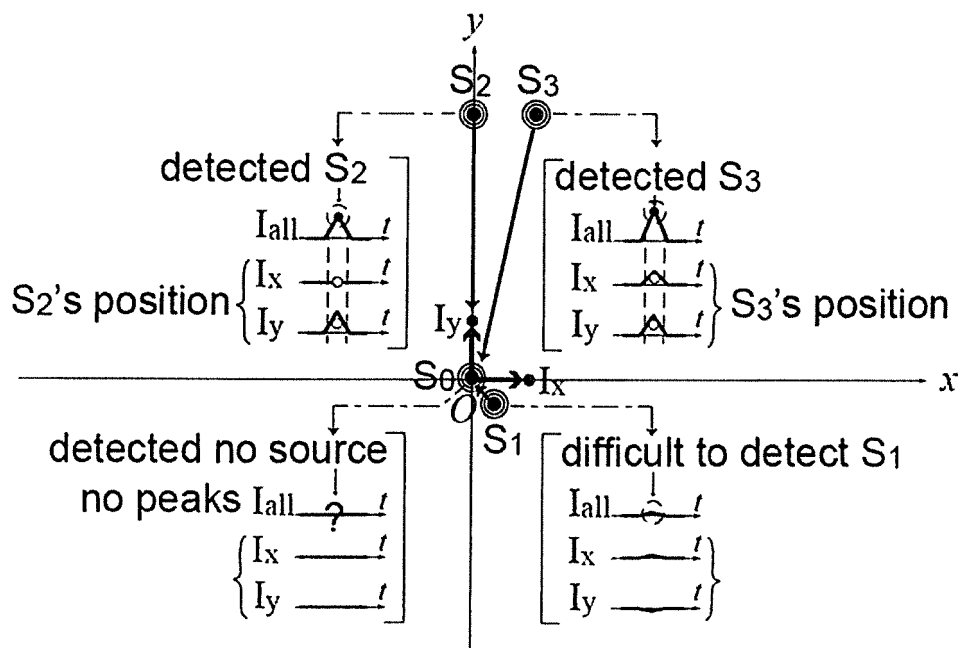 y
S2 S3
detected S2
Iall t
Ix t
Iy t
S2's position
detected S3
Iall t
Ix t
Iy t
S3's position
Iy
S0
Ix
x
O
S1
detected no source
no peaks Iall ? t
Ix t
Iy t
difficult to detect S1
Iall t
Ix t
Iy t